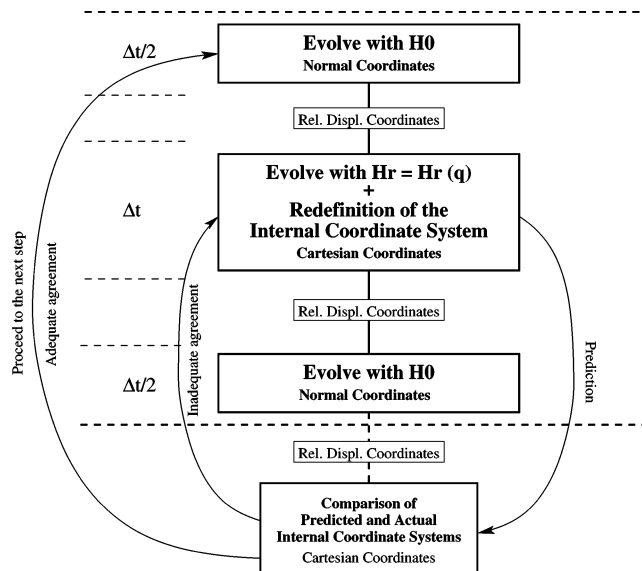 Δt/2
Evolve with H0
Normal Coordinates
Rel. Displ. Coordinates
Δt
Evolve with Hr = Hr (q)
+
Redefinition of the
Internal Coordinate System
Cartesian Coordinates
Proceed to the next step
Adequate agreement
Inadequate agreement
Prediction
Rel. Displ. Coordinates
Δt/2
Evolve with H0
Normal Coordinates
Rel. Displ. Coordinates
Comparison of
Predicted and Actual
Internal Coordinate Systems
Cartesian Coordinates